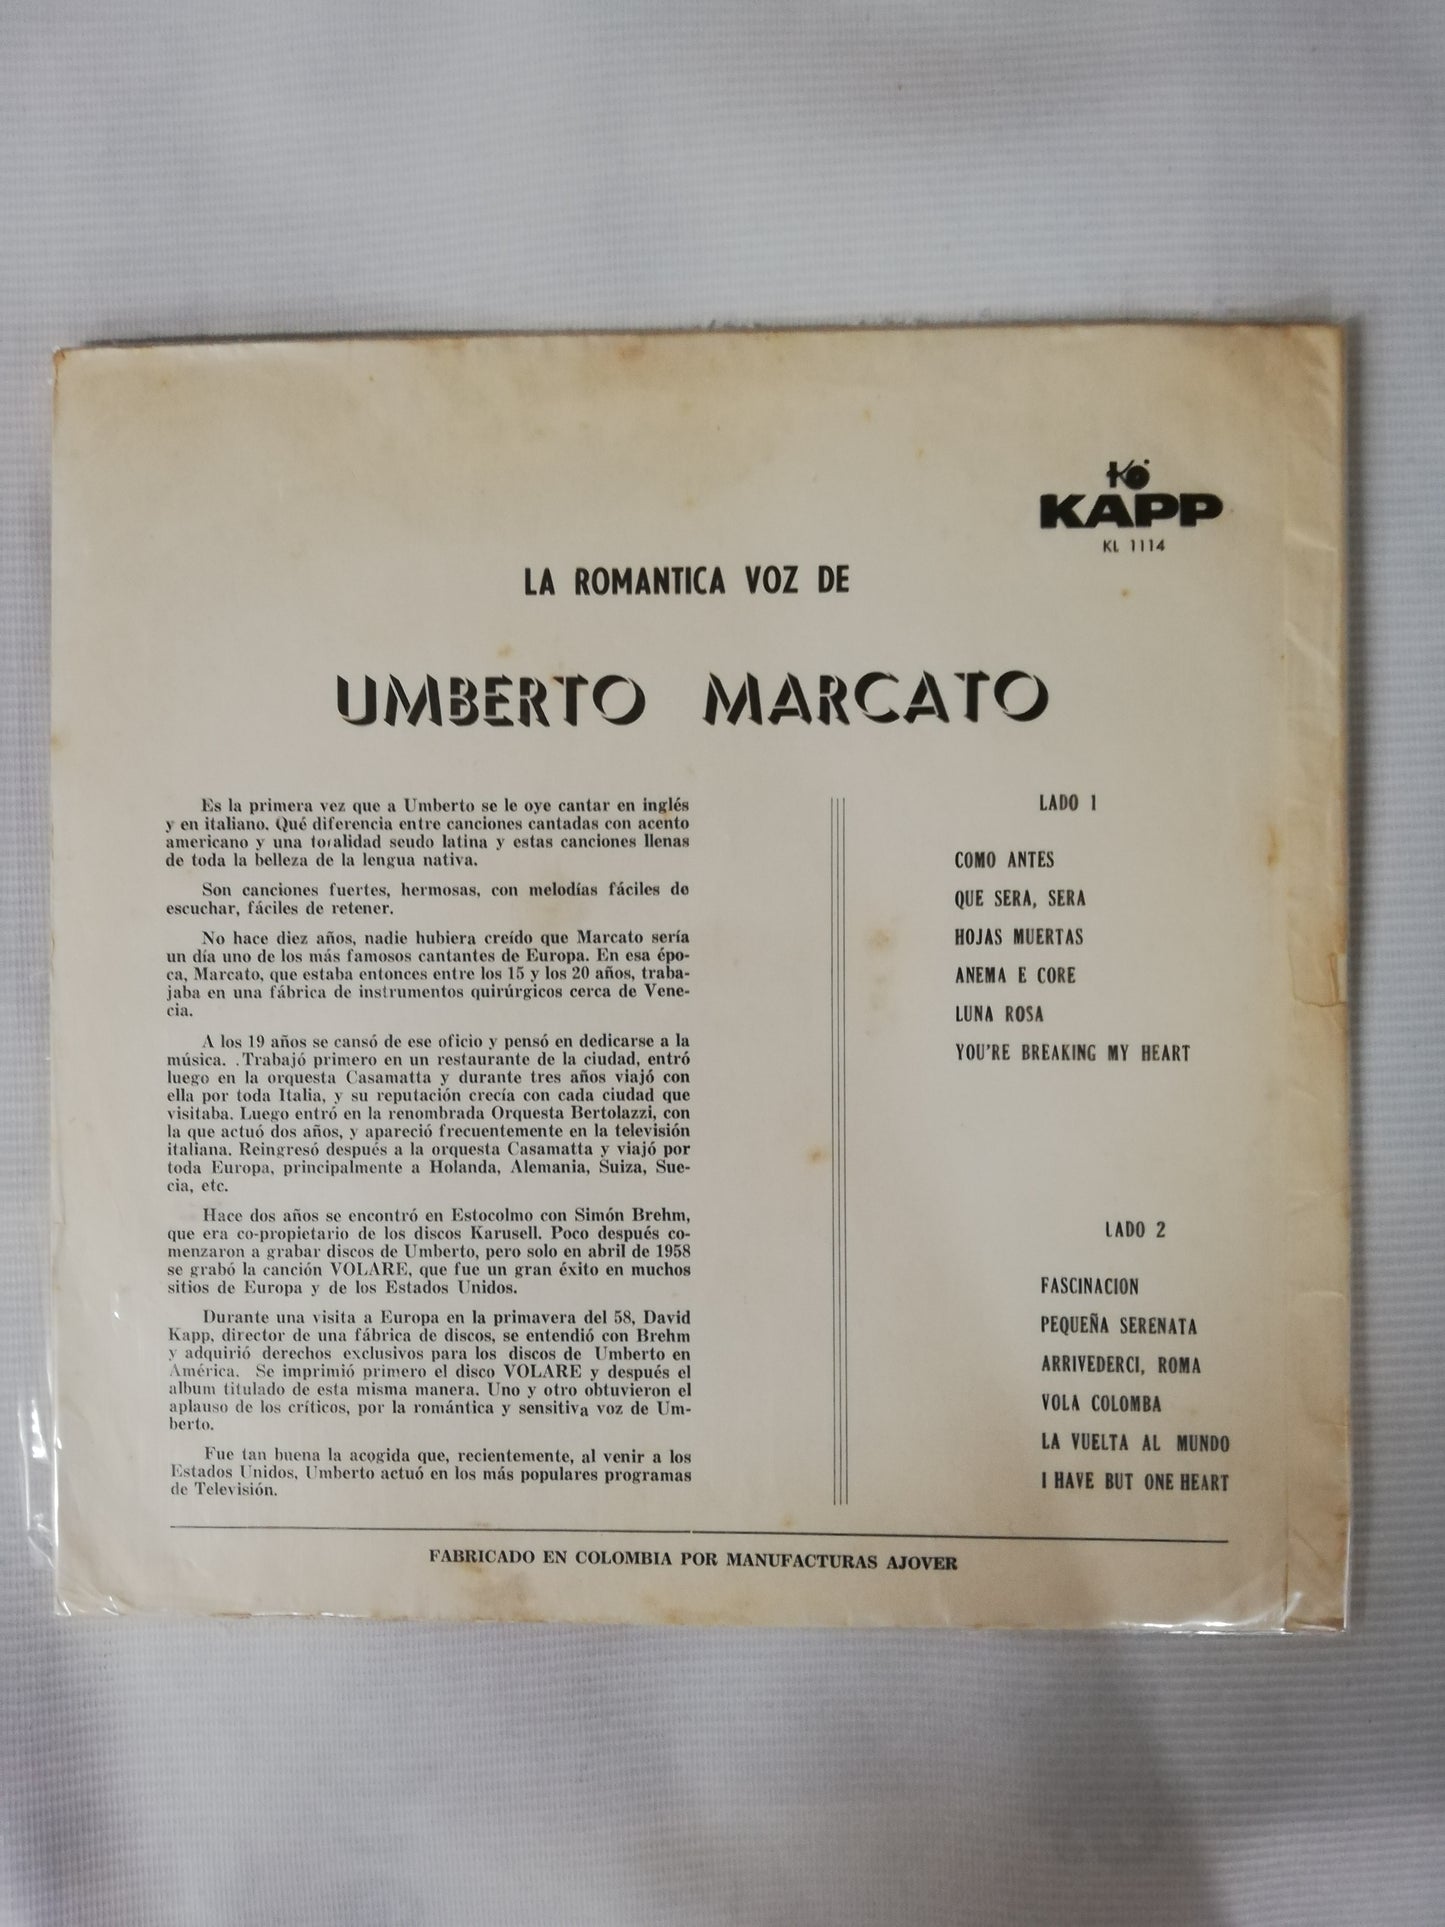 Kō
KAPP
KL 1114
LA ROMANTICA VOZ DE
UMBERTO MARCATO
Es la primera vez que a Umberto se le oye cantar en inglés
y en italiano. Qué diferencia entre canciones cantadas con acento
americano y una toralidad seudo latina y estas canciones llenas
de toda la belleza de la lengua nativa.
Son canciones fuertes, hermosas, con melodías fáciles de
escuchar, fáciles de retener.
No hace diez años, nadie hubiera creído que Marcato sería
un día uno de los más famosos cantantes de Europa. En esa épo-
ca, Marcato, que estaba entonces entre los 15 y los 20 años, traba-
jaba en una fábrica de instrumentos quirúrgicos cerca de Vene-
cia.
A los 19 años se cansó de ese oficio y pensó en dedicarse a la
música. . Trabajó primero en un restaurante de la ciudad, entró
luego en la orquesta Casamatta y durante tres años viajó con
ella por toda Italia, y su reputación crecía con cada ciudad que
visitaba. Luego entró en la renombrada Orquesta Bertolazzi, con
la que actuó dos años, y apareció frecuentemente en la televisión
italiana. Reingresó después a la orquesta Casamatta y viajó por
toda Europa, principalmente a Holanda, Alemania, Suiza, Sue-
cia, etc.
Hace dos años se encontró en Estocolmo con Simón Brehm,
que era co-propietario de los discos Karusell. Poco después co-
menzaron a grabar discos de Umberto, pero solo en abril de 1958
se grabó la canción VOLARE, que fue un gran éxito en muchos
sitios de Europa y de los Estados Unidos.
Durante una visita a Europa en la primavera del 58, David
Kapp, director de una fábrica de discos, se entendió con Brehm
y adquirió derechos exclusivos para los discos de Umberto en
América. Se imprimió primero el disco VOLARE y después el
album titulado de esta misma manera. Uno y otro obtuvieron el
aplauso de los críticos, por la romántica y sensitiva voz de Um-
berto.
Fue tan buena la acogida que, recientemente, al venir a los
Estados Unidos, Umberto actuó en los más populares programas
de Televisión.
LADO 1
COMO ANTES
QUE SERA, SERA
HOJAS MUERTAS
ANEMA E CORE
LUNA ROSA
YOU'RE BREAKING MY HEART
LADO 2
FASCINACION
PEQUEÑA SERENATA
ARRIVEDERCI, ROMA
VOLA COLOMBA
LA VUELTA AL MUNDO
I HAVE BUT ONE HEART
FABRICADO EN COLOMBIA POR MANUFACTURAS AJOVER